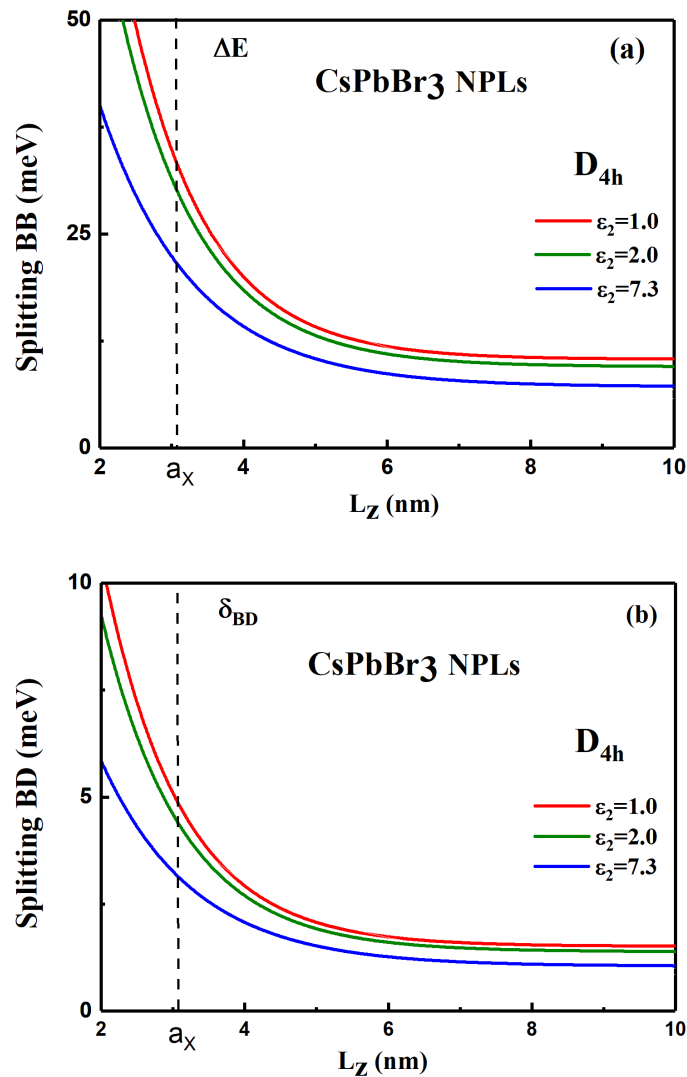 50
ΔE
(a)
CsPbBr3 NPLs
D4h
ε2=1.0
ε2=2.0
ε2=7.3
25
0
Splitting BB (meV)
2
aX
4
6
8
10
LZ (nm)
10
δBD
(b)
CsPbBr3 NPLs
D4h
ε2=1.0
ε2=2.0
ε2=7.3
5
0
Splitting BD (meV)
2
aX
4
6
8
10
LZ (nm)